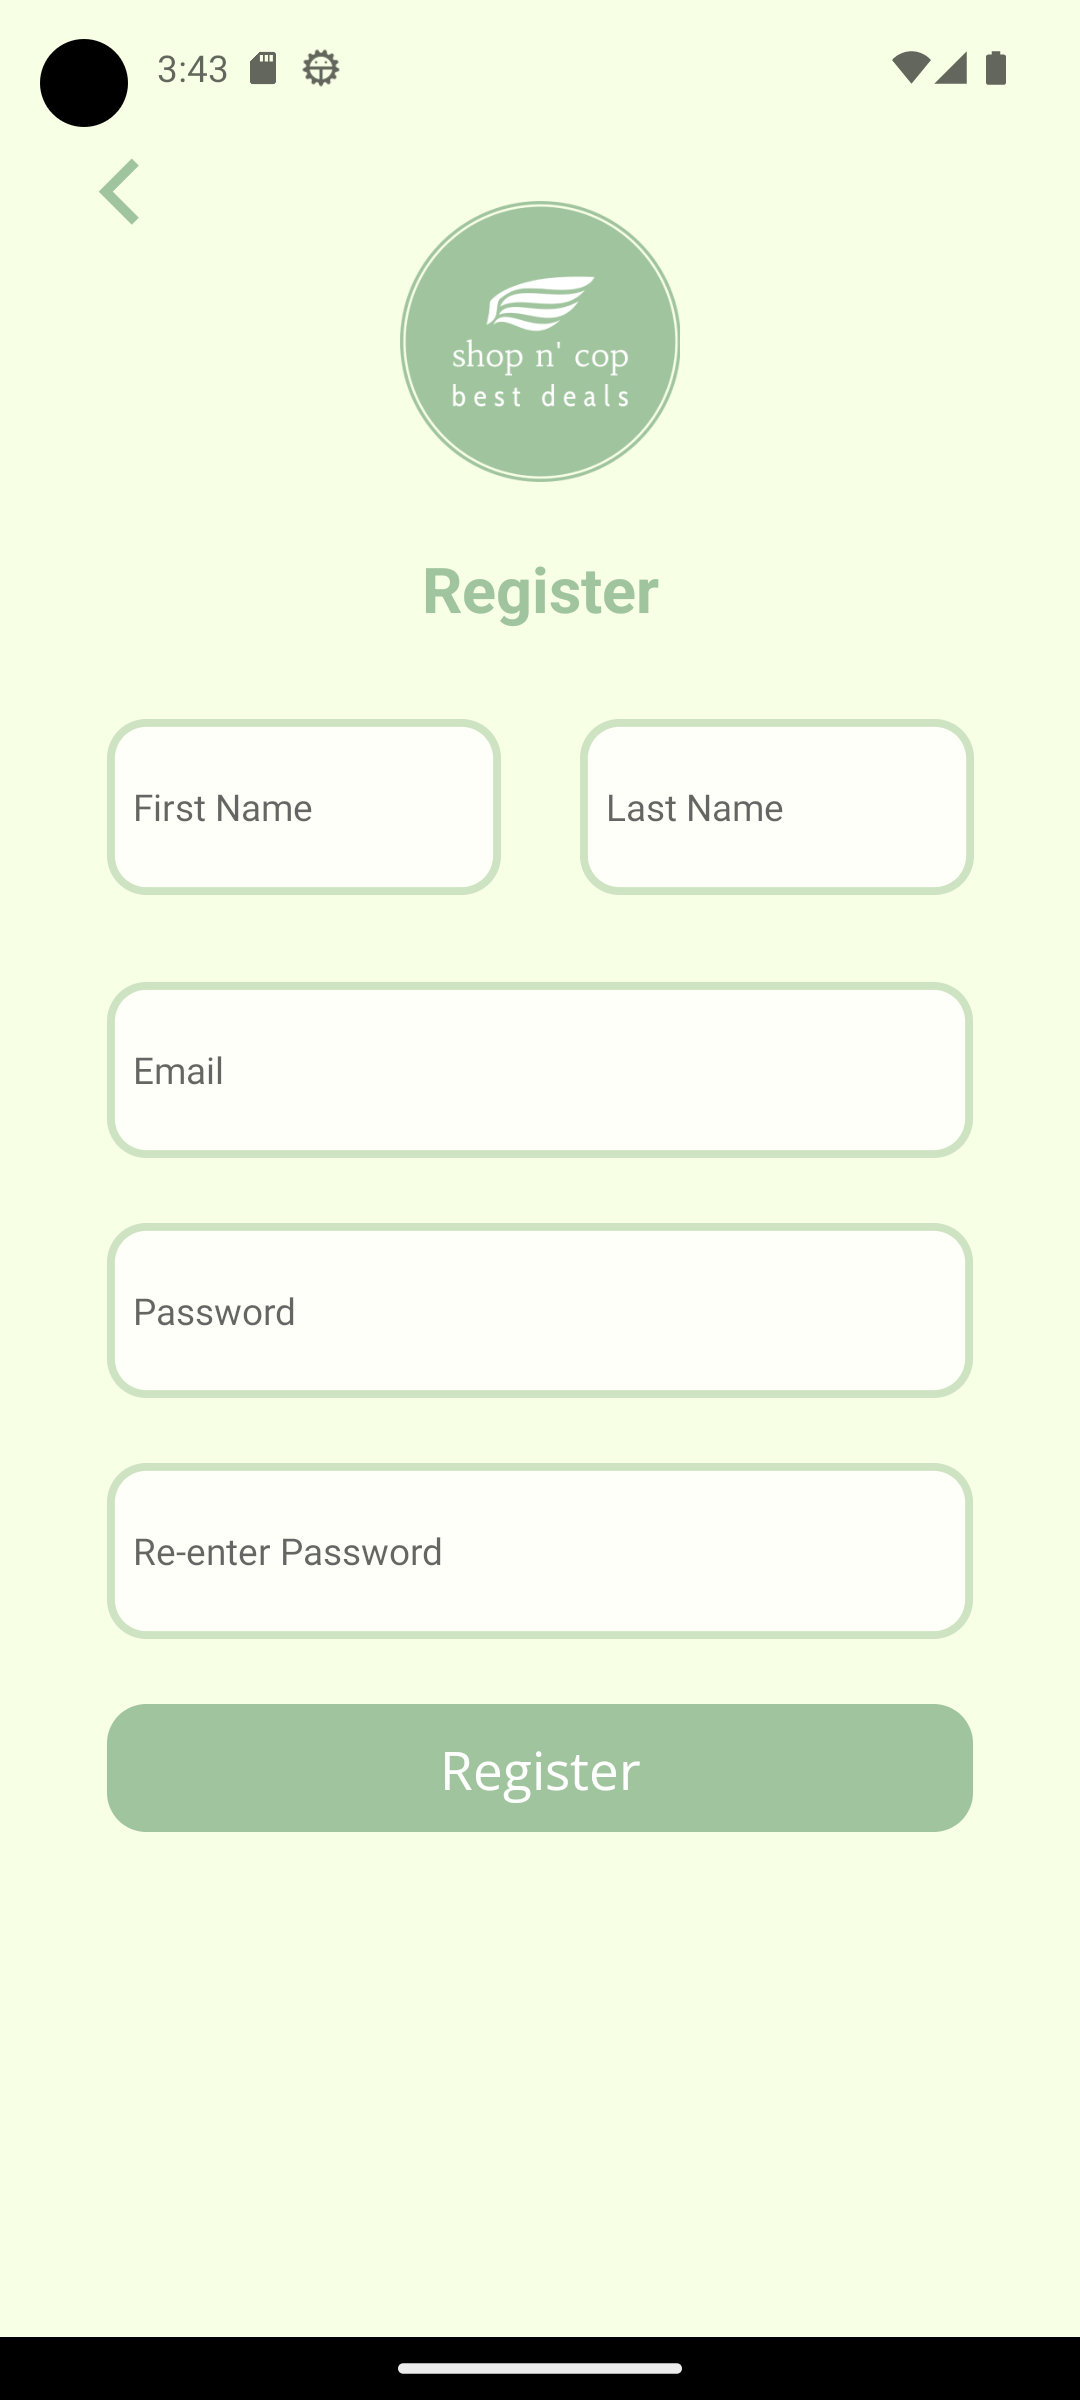 3:43
shop n' cop
best deals
Register
First Name
Last Name
Email
Password
Re-enter Password
Register